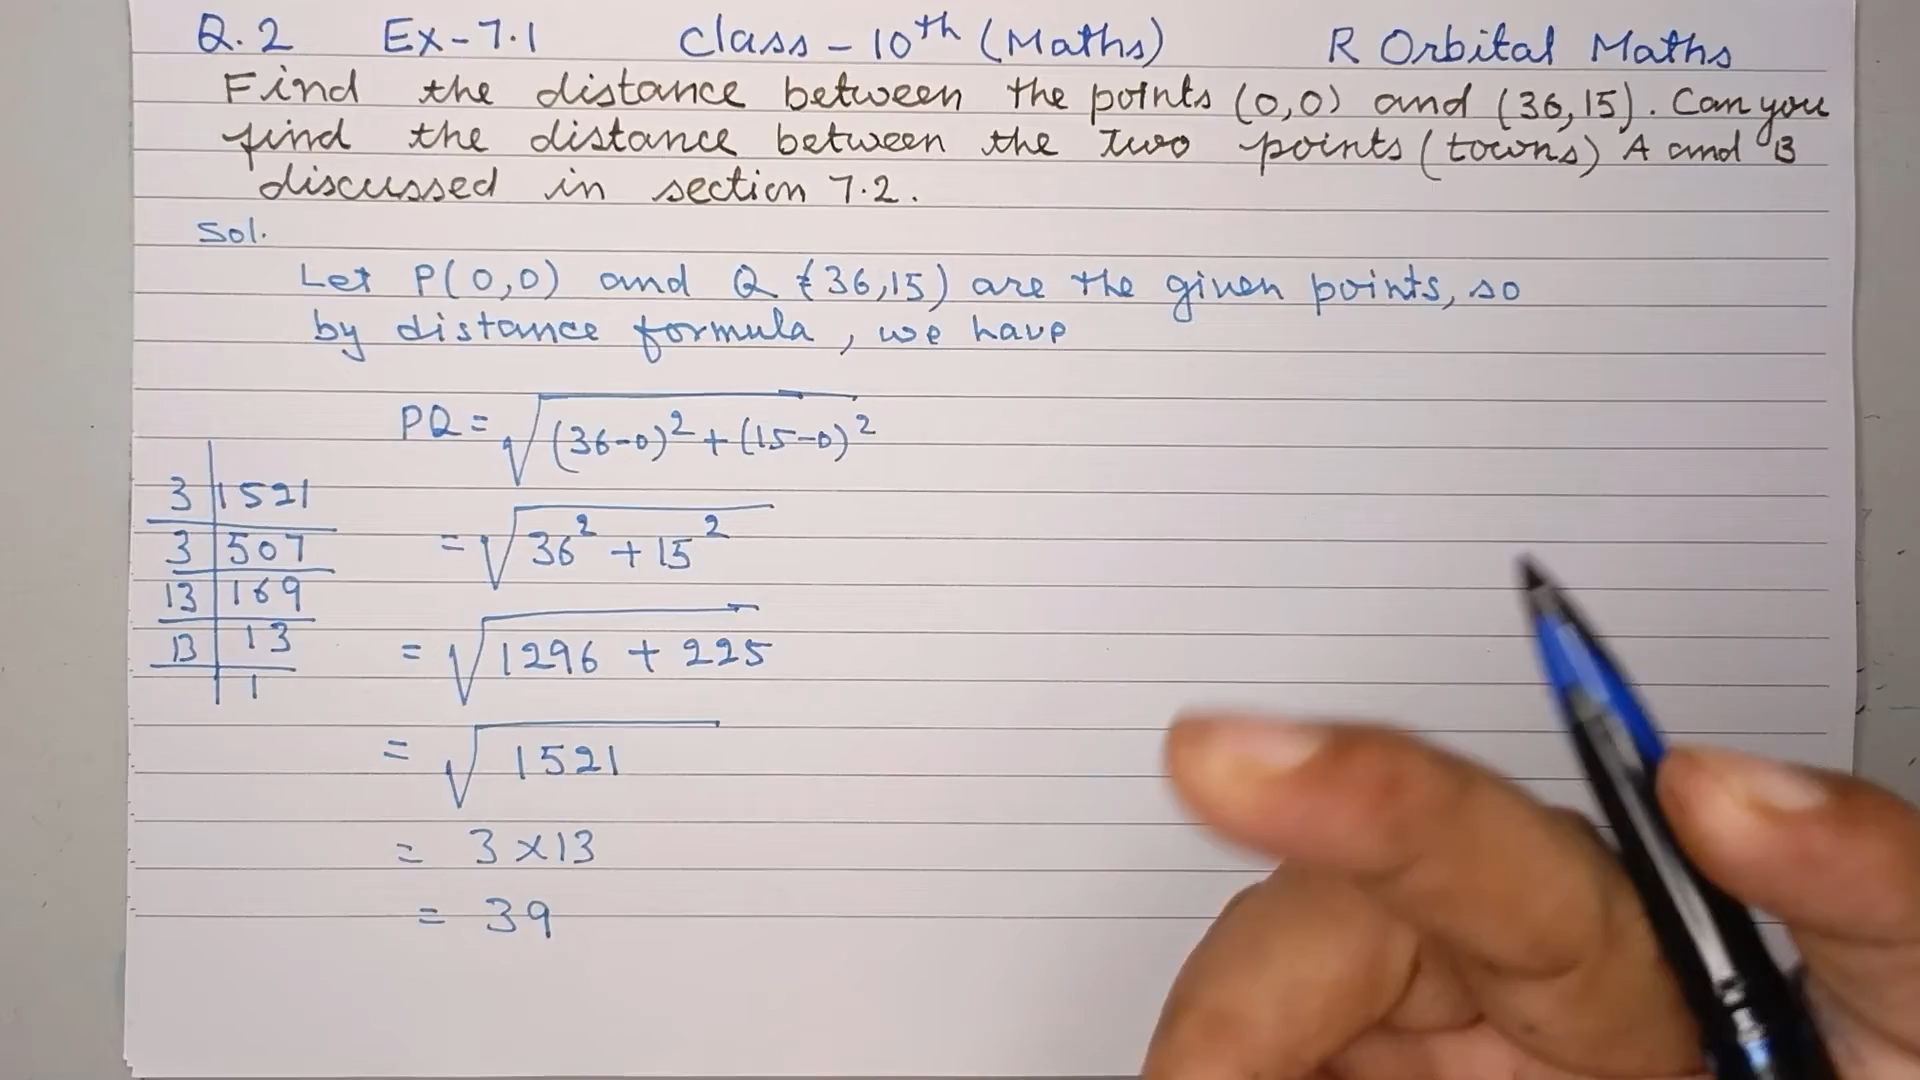 Q.2 Ex-7.1 Class-10th (Maths) R Orbital Maths
Find the distance between the points (0,0) and (36,15). Can you
find the distance between the two points (towns) A and B
discussed in section 7.2.
Sol.
Let P(0,0) and Q (36,15) are the given points, so
by distance formula, we have
PQ = √(36-0)² + (15-0)²
= √36² + 15²
= √1296 + 225
= √1521
= 3 × 13
= 39
3 | 1521
3 | 507
13 | 169
13 | 13
| 1